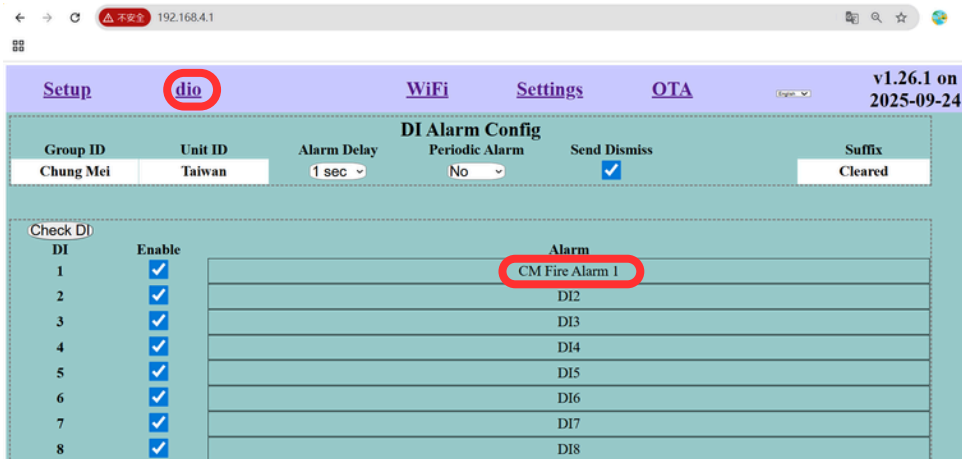 不安全 192.168.4.1
Setup dio WiFi Settings OTA English v1.26.1 on
2025-09-24
DI Alarm Config
Group ID Unit ID Alarm Delay Periodic Alarm Send Dismiss Suffix
Chung Mei Taiwan 1 sec No Cleared
Check DI
DI Enable Alarm
1 CM Fire Alarm 1
2 DI2
3 DI3
4 DI4
5 DI5
6 DI6
7 DI7
8 DI8